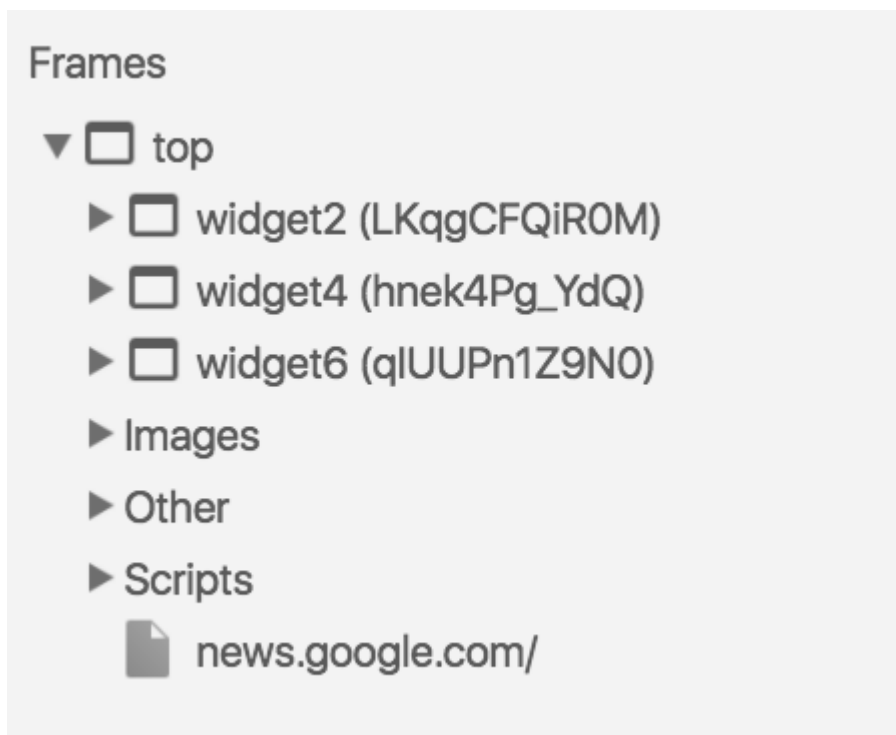 Frames
top
widget2 (LKqgCFQiR0M)
widget4 (hnek4Pg_YdQ)
widget6 (qlUUPn1Z9N0)
Images
Other
Scripts
news.google.com/